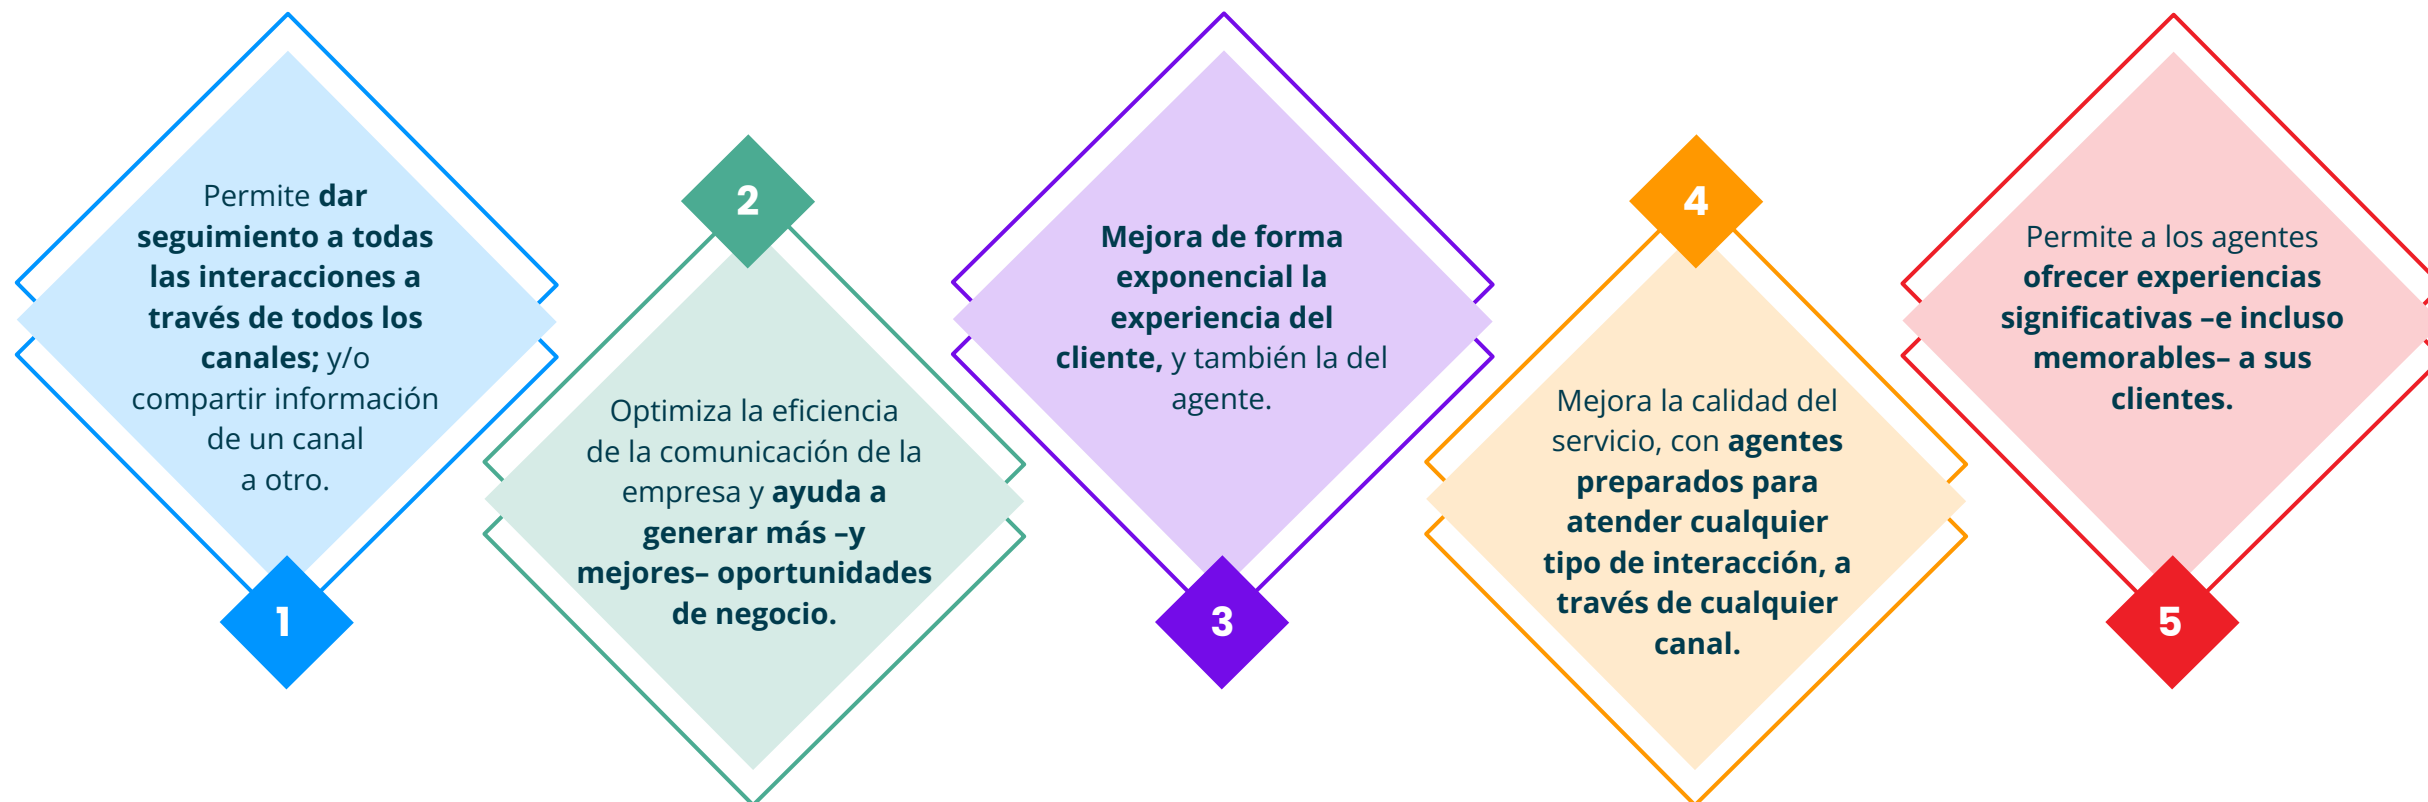 Permite dar
seguimiento a todas
las interacciones a
través de todos los
canales; y/o
compartir información
de un canal
a otro.
1
2
Optimiza la eficiencia
de la comunicación de la
empresa y ayuda a
generar más –y
mejores– oportunidades
de negocio.
Mejora de forma
exponencial la
experiencia del
cliente, y también la del
agente.
3
4
Mejora la calidad del
servicio, con agentes
preparados para
atender cualquier
tipo de interacción, a
través de cualquier
canal.
Permite a los agentes
ofrecer experiencias
significativas –e incluso
memorables– a sus
clientes.
5